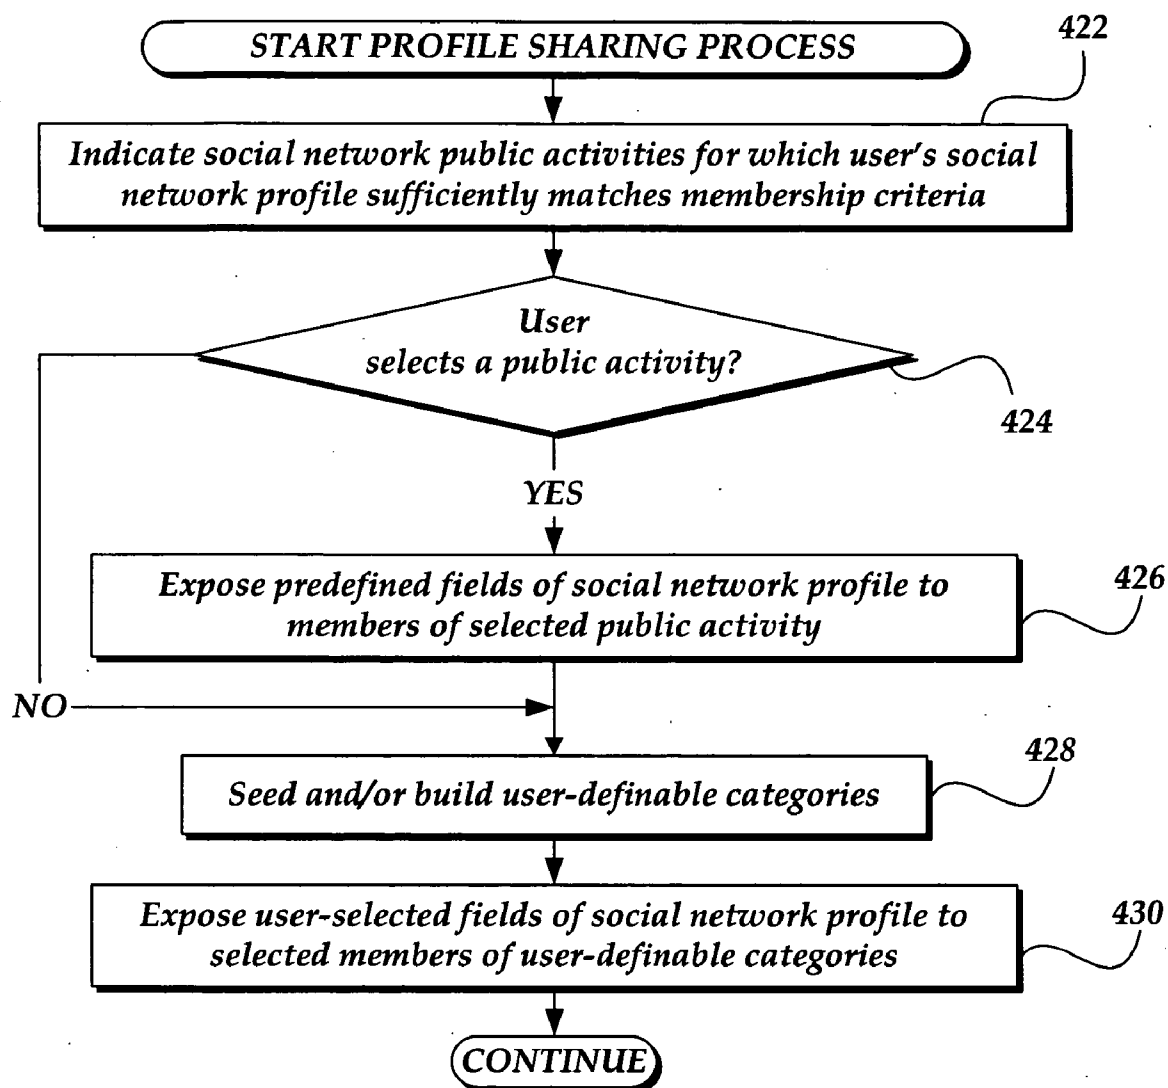 START PROFILE SHARING PROCESS
422
Indicate social network public activities for which user's social
network profile sufficiently matches membership criteria
User
selects a public activity?
424
YES
Expose predefined fields of social network profile to
members of selected public activity
426
NO
428
Seed and/or build user-definable categories
Expose user-selected fields of social network profile to
selected members of user-definable categories
430
CONTINUE